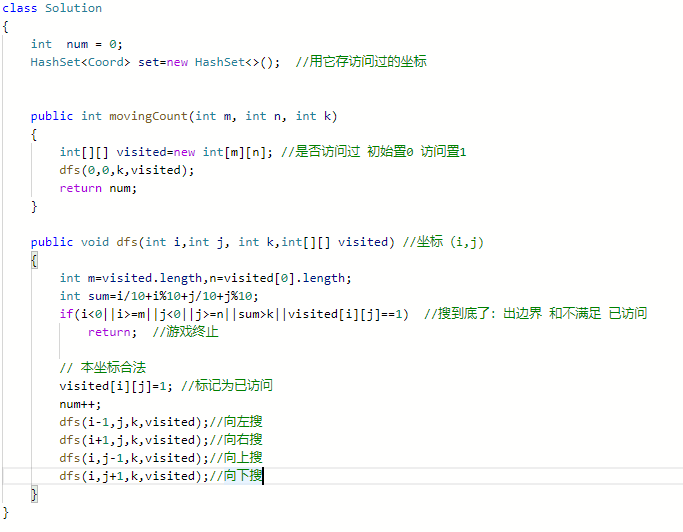 class Solution
{
    int  num = 0;
    HashSet<Coord> set=new HashSet<>();  //用它存访问过的坐标
    public int movingCount(int m, int n, int k)
    {
        int[][] visited=new int[m][n]; //是否访问过 初始置0 访问置1
        dfs(0,0,k,visited);
        return num;
    }
    public void dfs(int i,int j, int k,int[][] visited) //坐标（i,j)
    {
        int m=visited.length,n=visited[0].length;
        int sum=i/10+i%10+j/10+j%10;
        if(i<0||i>=m||j<0||j>=n||sum>k||visited[i][j]==1)  //搜到底了：出边界 和不满足 已访问
            return;  //游戏终止
        // 本坐标合法
        visited[i][j]=1; //标记为已访问
        num++;
        dfs(i-1,j,k,visited);//向左搜
        dfs(i+1,j,k,visited);//向右搜
        dfs(i,j-1,k,visited);//向上搜
        dfs(i,j+1,k,visited);//向下搜
    }
}